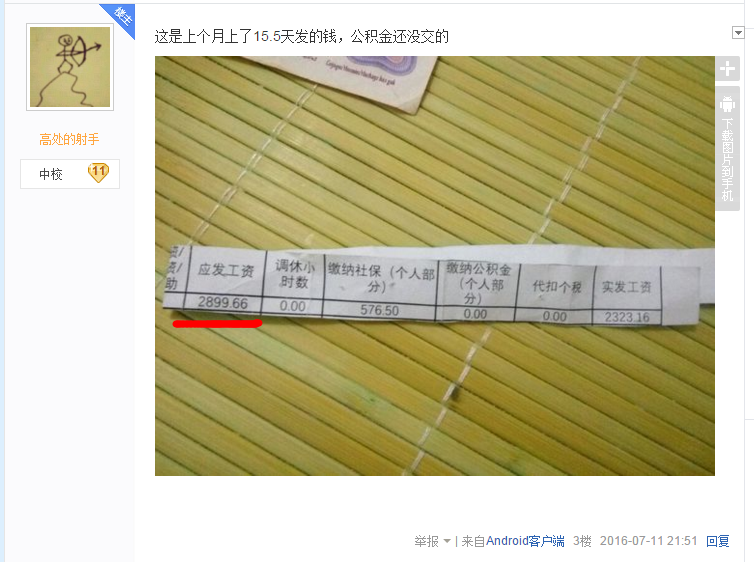 楼主
这是上个月上了15.5天发的钱，公积金还没交的
高处的射手
中校
11
下载图片到手机
资/
资/
助
应发工资
调休小
时数
缴纳社保（个人部
分）
缴纳公积金
（个人部
分）
代扣个税
实发工资
2899.66
0.00
576.50
0.00
0.00
2323.16
举报 | 来自Android客户端 3楼 2016-07-11 21:51 回复